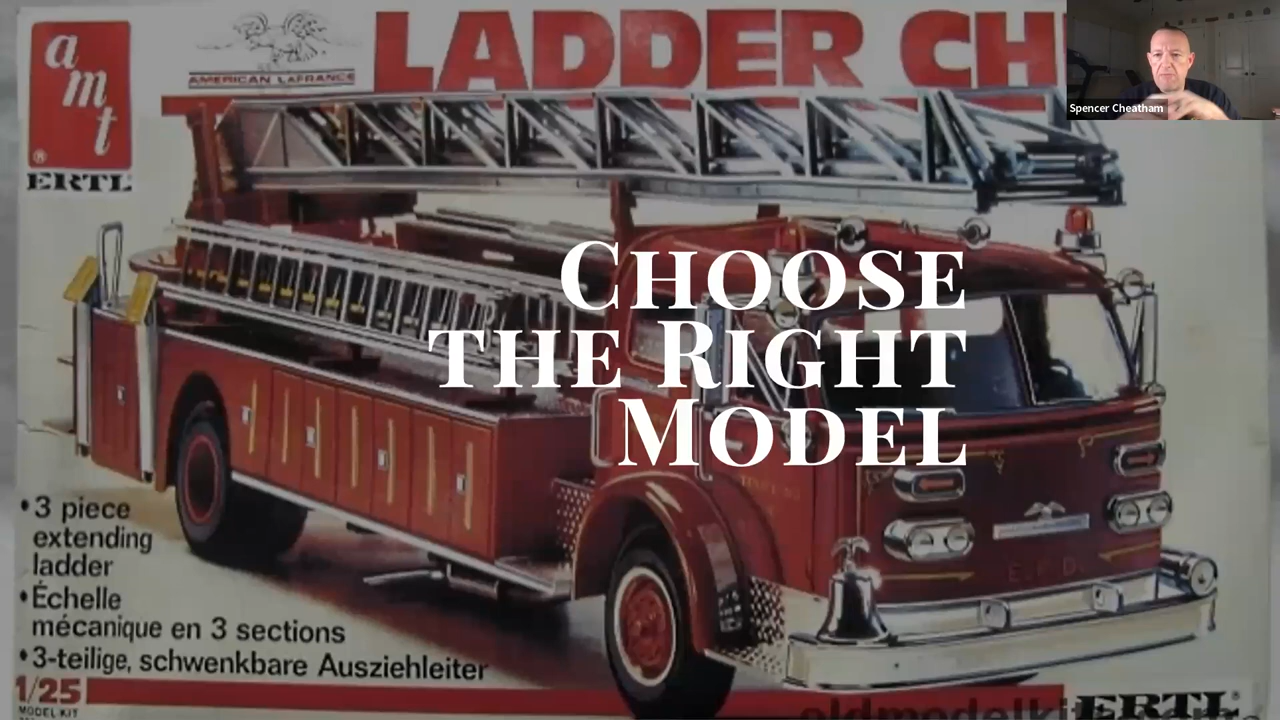 amt
®
ERTL
AMERICAN LAFRANCE
LADDER CH
Spencer Cheatham
CHOOSE
THE RIGHT
MODEL
• 3 piece
extending
ladder
• Échelle
mécanique en 3 sections
• 3-teilige, schwenkbare Ausziehleiter
1/25
MODEL KIT
E.F.D.
ERTL®